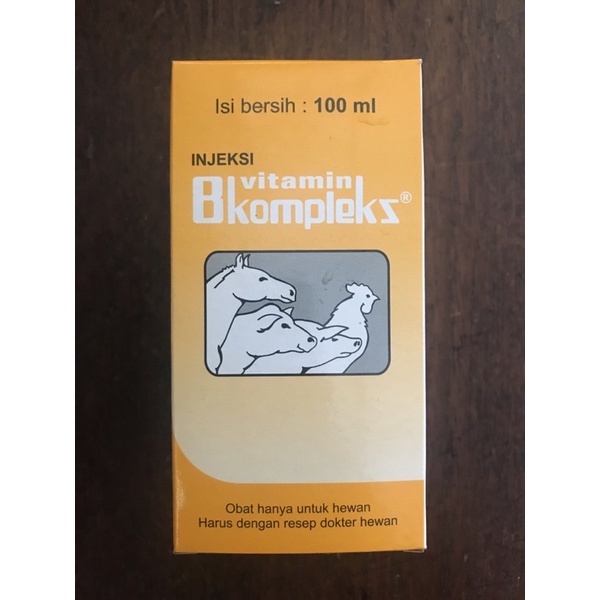 Isi bersih : 100 ml
INJEKSI
vitamin
B kompleks®
Obat hanya untuk hewan
Harus dengan resep dokter hewan